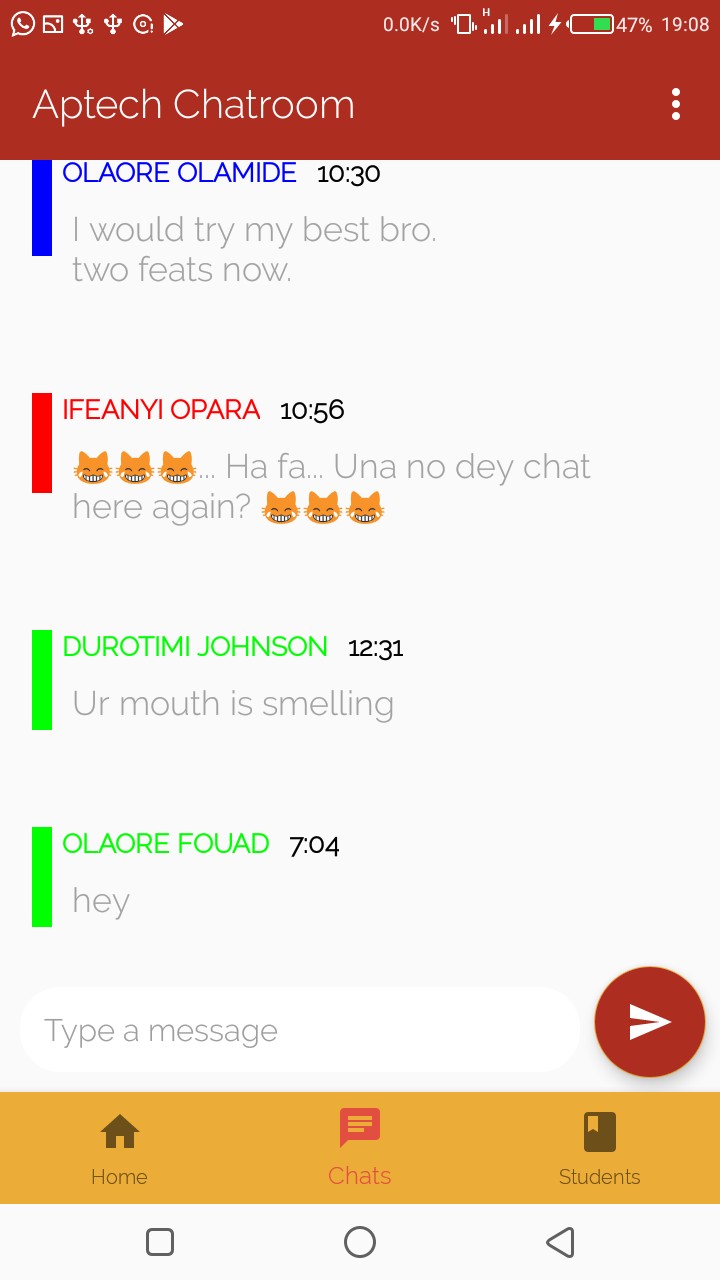 0.0K/s H 47% 19:08
Aptech Chatroom
OLAORE OLAMIDE 10:30
I would try my best bro.
two feats now.
IFEANYI OPARA 10:56
😹😹😹... Ha fa... Una no dey chat
here again? 😹😹😹
DUROTIMI JOHNSON 12:31
Ur mouth is smelling
OLAORE FOUAD 7:04
hey
Type a message
Home Chats Students